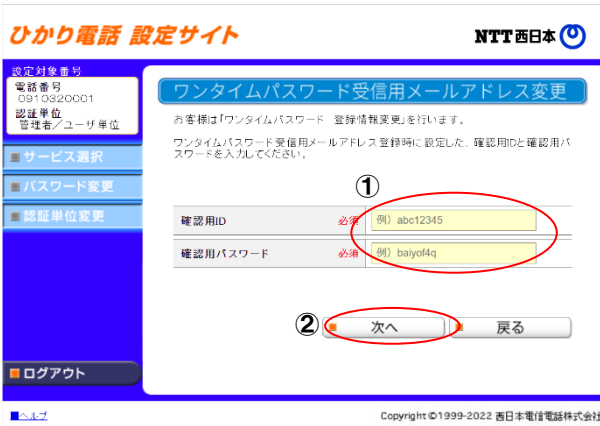 ひかり電話 設定サイト
NTT西日本
設定対象番号
電話番号
0910320001
認証単位
管理者／ユーザ単位
サービス選択
パスワード変更
認証単位変更
ログアウト
ワンタイムパスワード受信用メールアドレス変更
お客様は「ワンタイムパスワード 登録情報変更」を行います。
ワンタイムパスワード受信用メールアドレス登録時に設定した、確認用IDと確認用パ
スワードを入力してください。
①
確認用ID 必須 例）abc12345
確認用パスワード 必須 例）baiyof4q
② 次へ 戻る
ヘルプ
Copyright©1999-2022 西日本電信電話株式会社